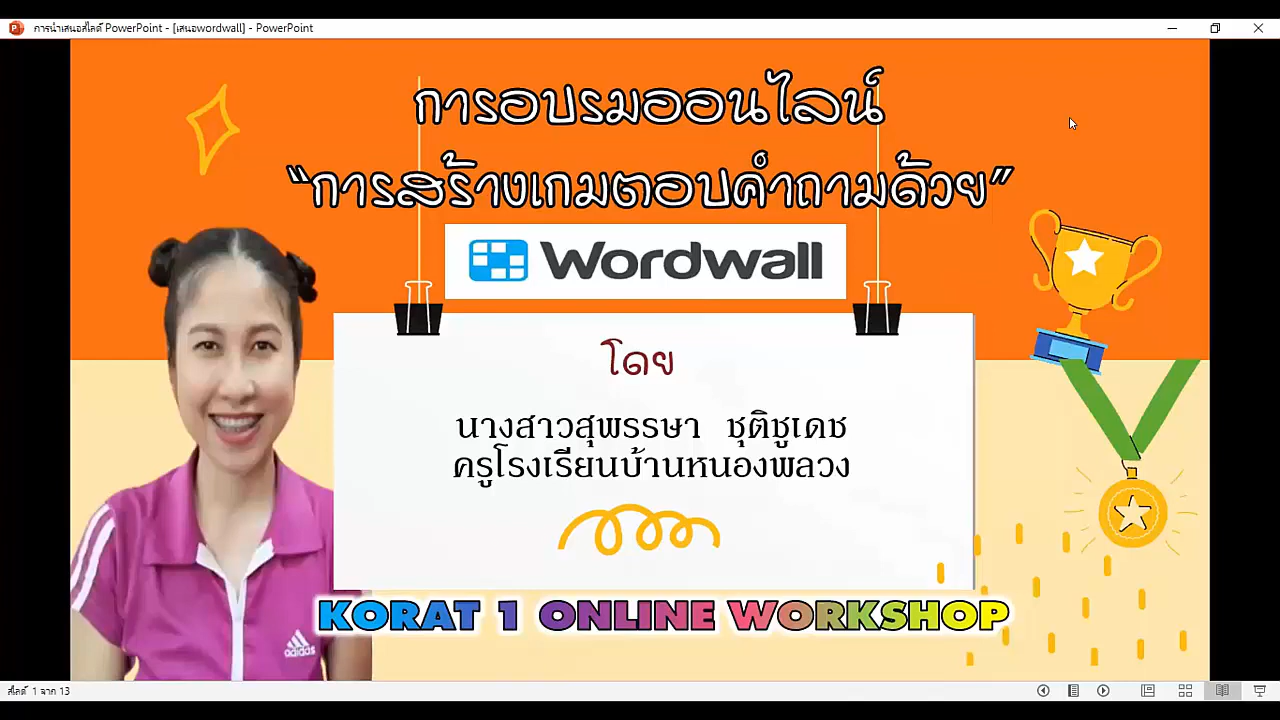 การนำเสนอสไลด์ PowerPoint - [เสนอwordwall] - PowerPoint
การอบรมออนไลน์
“การสร้างเกมตอบคำถามด้วย”
Wordwall
โดย
นางสาวสุพรรษา ชุติชูเดช
ครูโรงเรียนบ้านหนองพลวง
adidas
KORAT 1 ONLINE WORKSHOP
สไลด์ 1 จาก 13